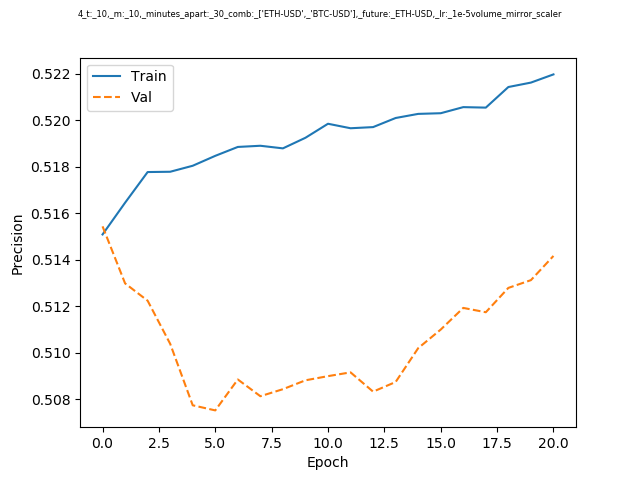 4_t:_10,_m:_10,_minutes_apart:_30_comb:_['ETH-USD',_'BTC-USD'],_future:_ETH-USD,_lr:_1e-5volume_mirror_scaler
Train
Val
0.522
0.520
0.518
0.516
0.514
0.512
0.510
0.508
Precision
0.0 2.5 5.0 7.5 10.0 12.5 15.0 17.5 20.0
Epoch